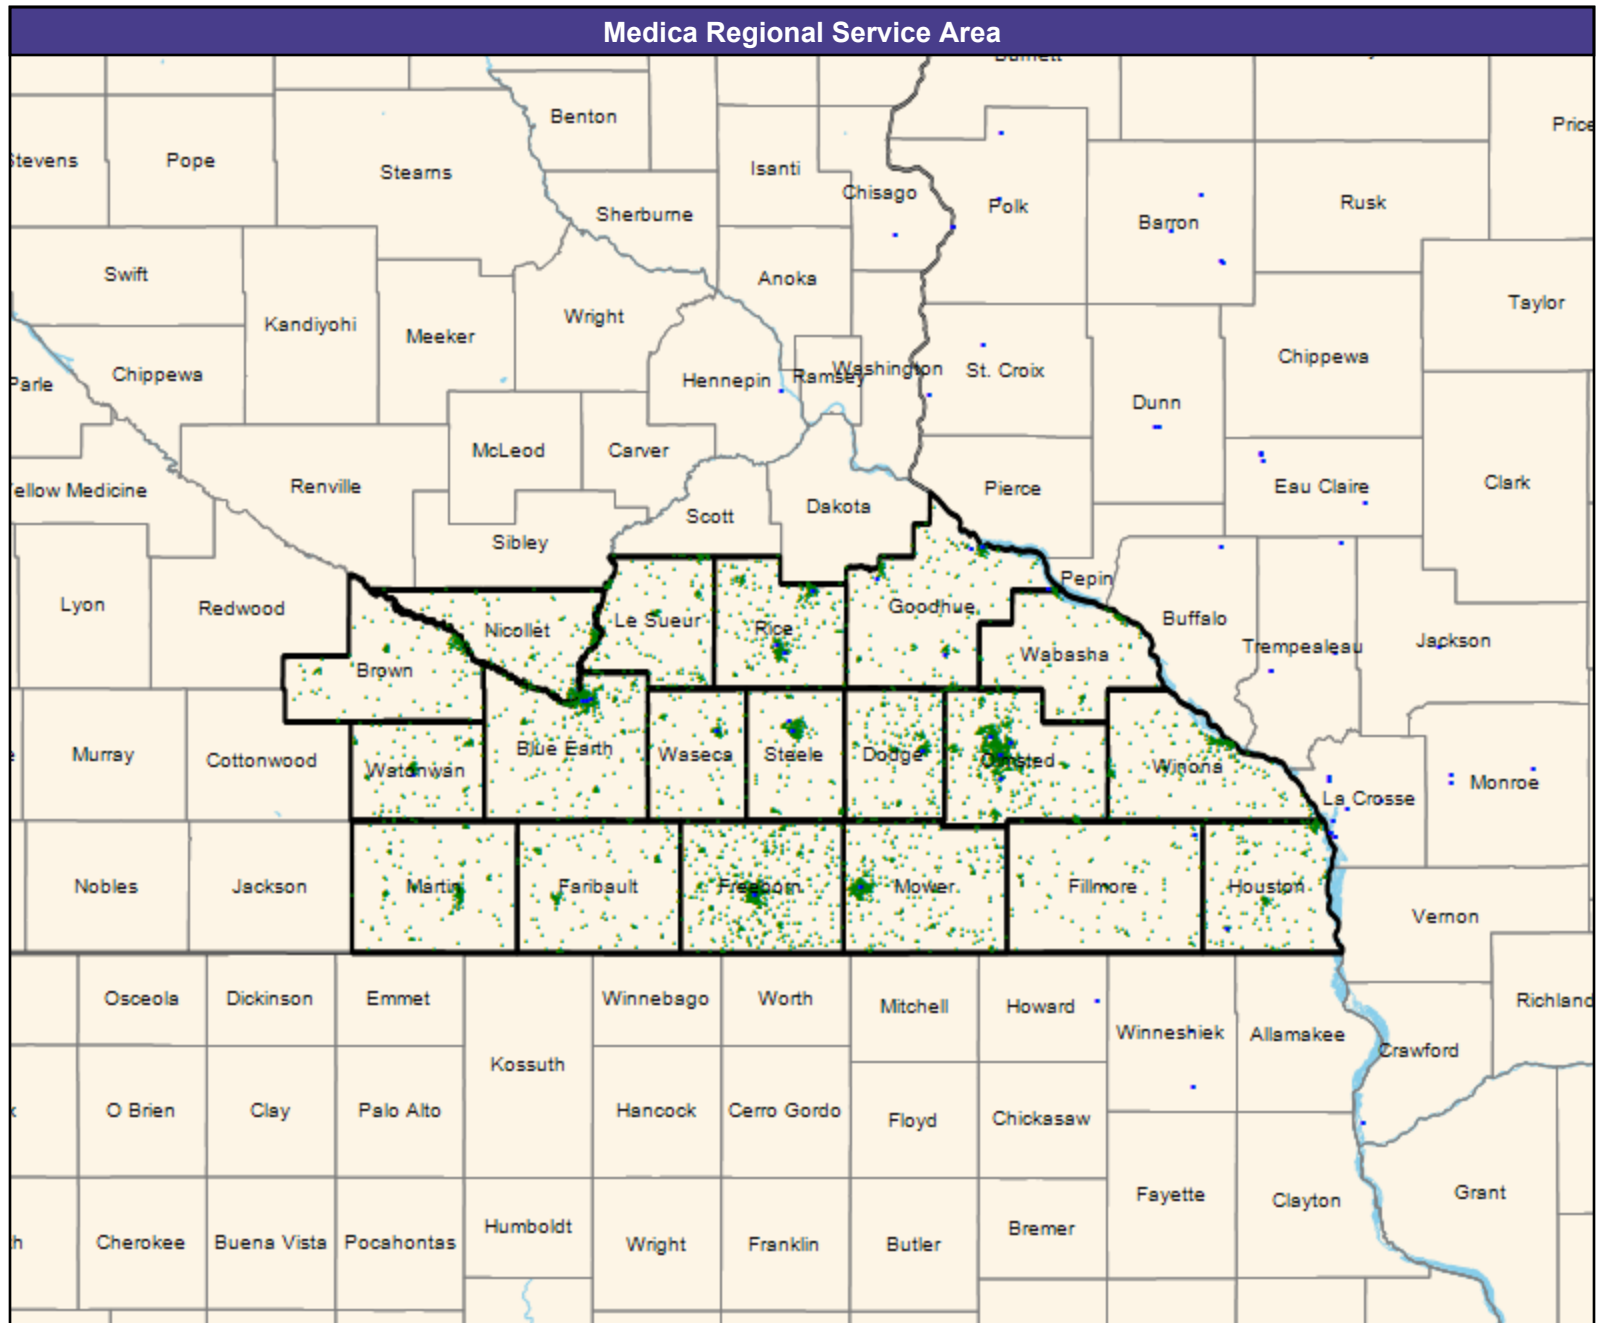 Medica Regional Service Area
Burnett
Benton
Price
Stevens
Pope
Stearns
Isanti
Chisago
Polk
Barron
Rusk
Sherburne
Swift
Anoka
Taylor
Kandiyohi
Meeker
Wright
Chippewa
Parle
Chippewa
Hennepin
Ramsey
Washington
St. Croix
Dunn
McLeod
Carver
Yellow Medicine
Renville
Pierce
Eau Claire
Clark
Scott
Dakota
Sibley
Pepin
Lyon
Redwood
Nicollet
Le Sueur
Rice
Goodhue
Buffalo
Trempealeau
Jackson
Brown
Wabasha
Murray
Cottonwood
Watonwan
Blue Earth
Waseca
Steele
Dodge
Olmsted
Winona
La Crosse
Monroe
Nobles
Jackson
Martin
Faribault
Freeborn
Mower
Fillmore
Houston
Vernon
Osceola
Dickinson
Emmet
Winnebago
Worth
Mitchell
Howard
Winneshiek
Allamakee
Crawford
Richland
Kossuth
O Brien
Clay
Palo Alto
Hancock
Cerro Gordo
Floyd
Chickasaw
Fayette
Clayton
Grant
Cherokee
Buena Vista
Pocahontas
Humboldt
Wright
Franklin
Butler
Bremer